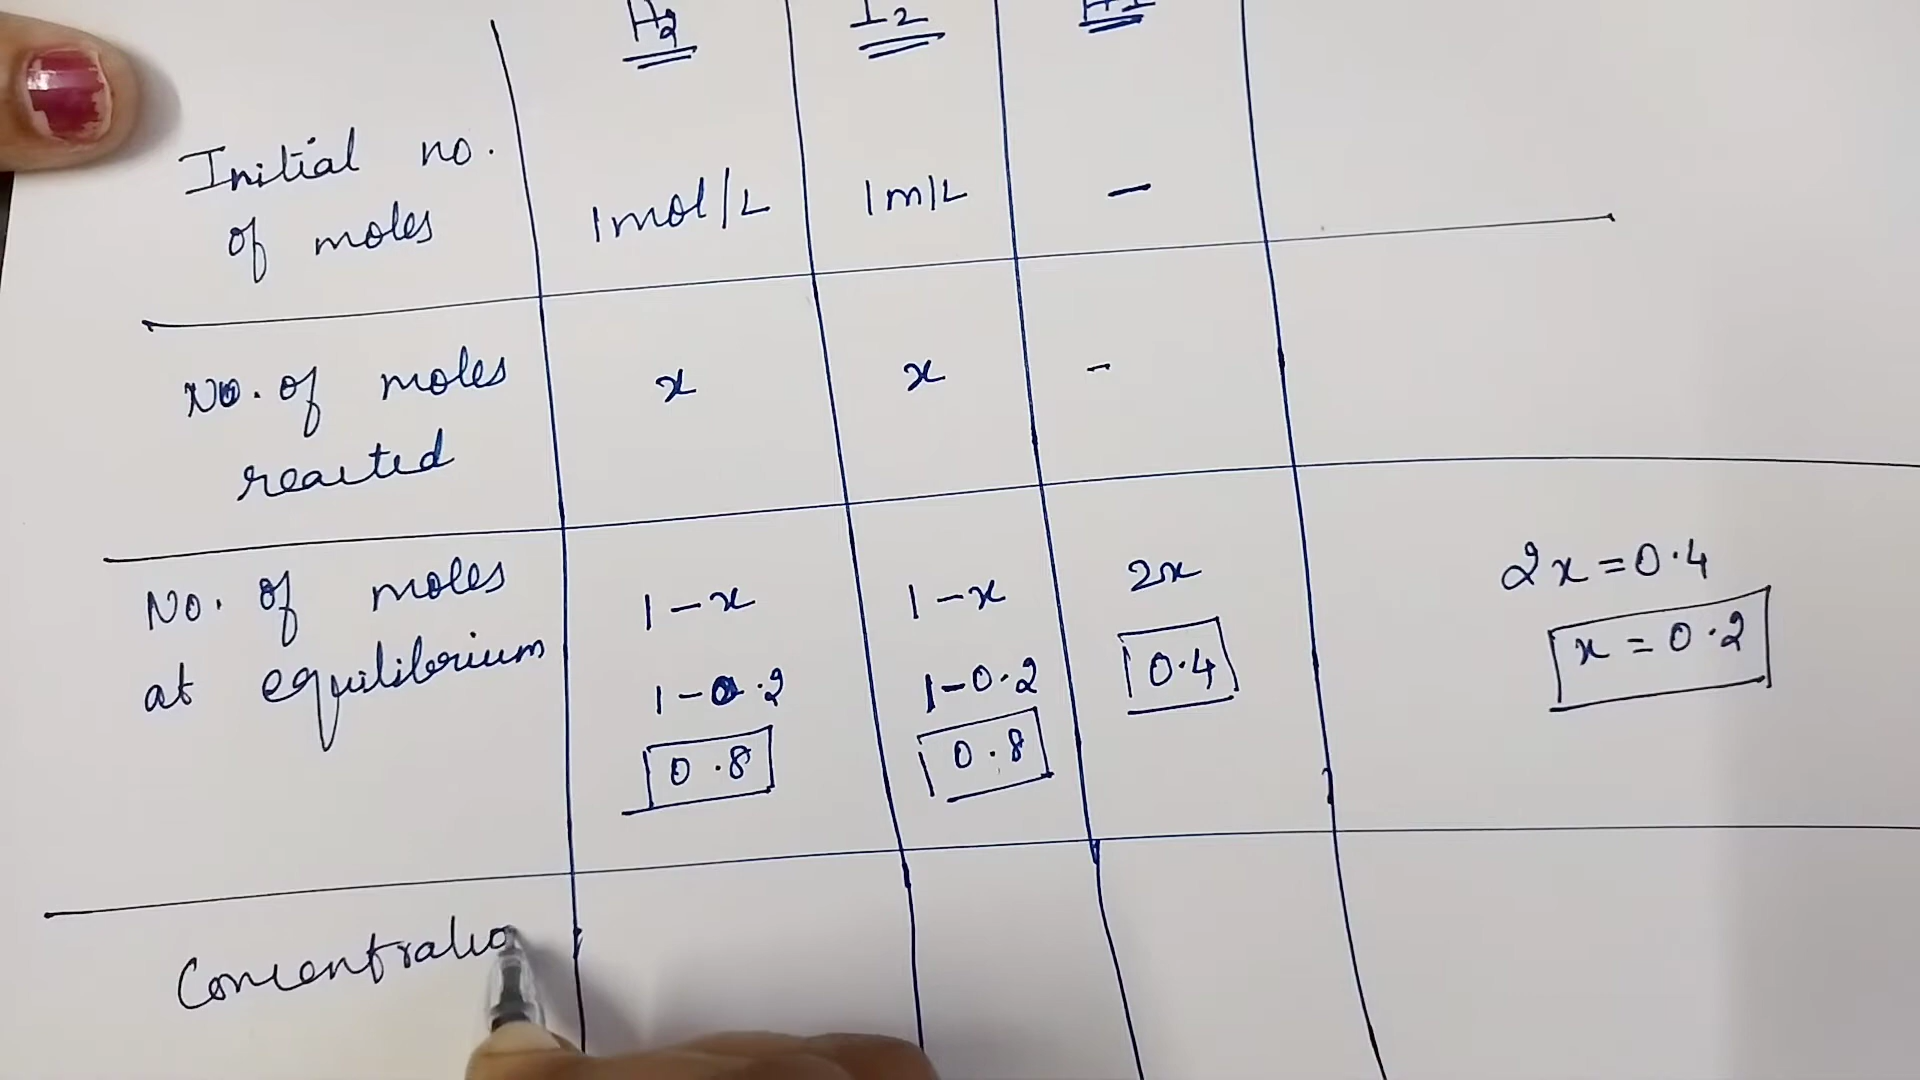 H2 I2 HI
Initial no. of moles 1mol/L 1m/L -
No. of moles reacted x x -
No. of moles at equilibrium 1-x 1-x 2x 2x=0.4
1-0.2 1-0.2 0.4 x=0.2
0.8 0.8
Concentratio